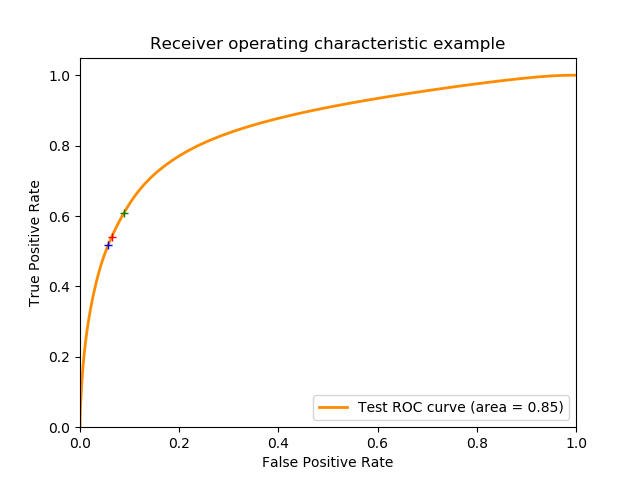 Receiver operating characteristic example
1.0
0.8
0.6
0.4
0.2
0.0
True Positive Rate
Test ROC curve (area = 0.85)
0.0 0.2 0.4 0.6 0.8 1.0
False Positive Rate